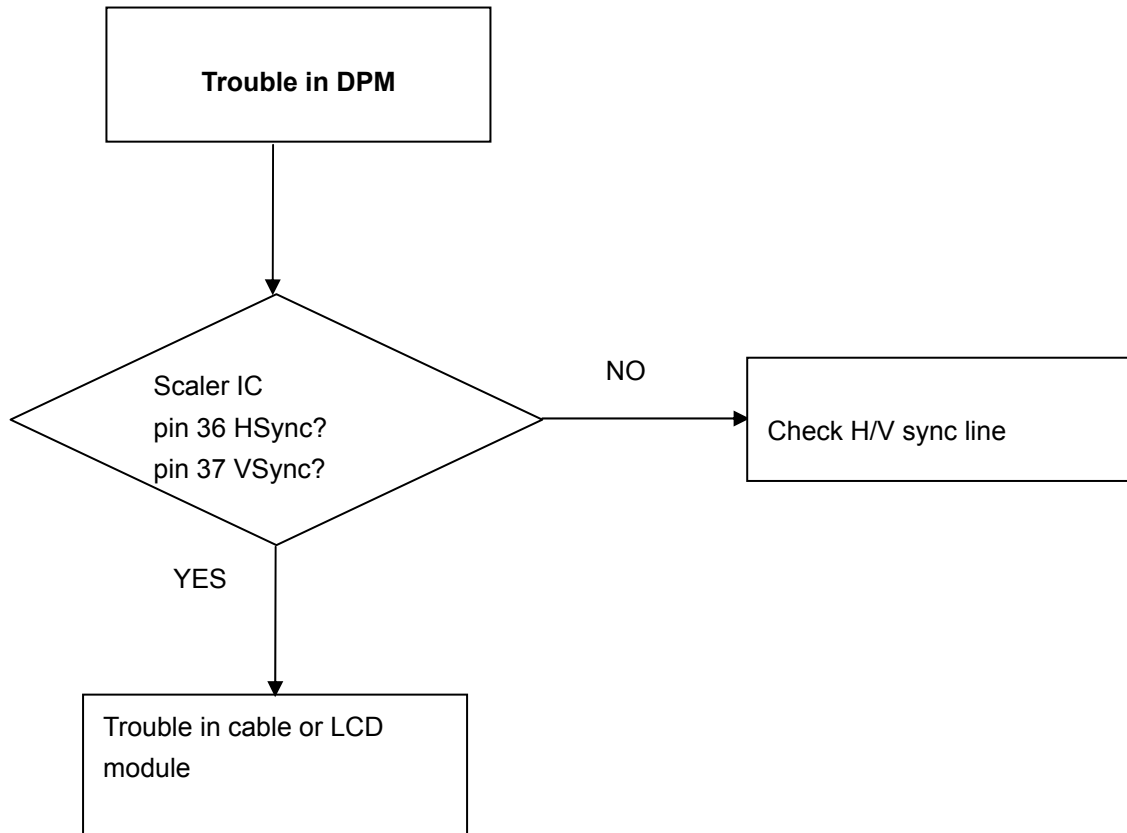 Trouble in DPM
Scaler IC
pin 36 HSync?
pin 37 VSync?
NO
Check H/V sync line
YES
Trouble in cable or LCD
module